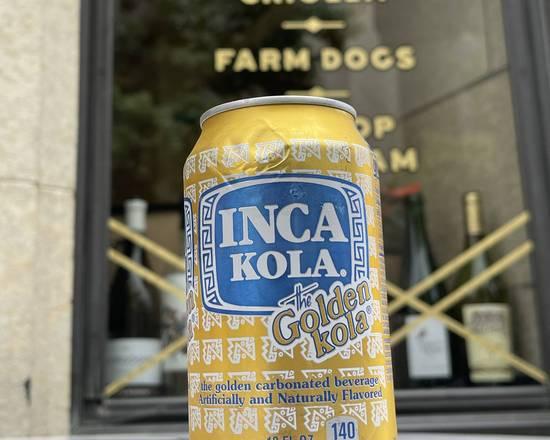 FARM DOGS
INCA
KOLA.
the
Golden
kola®
the golden carbonated beverage
Artificially and Naturally Flavored
140